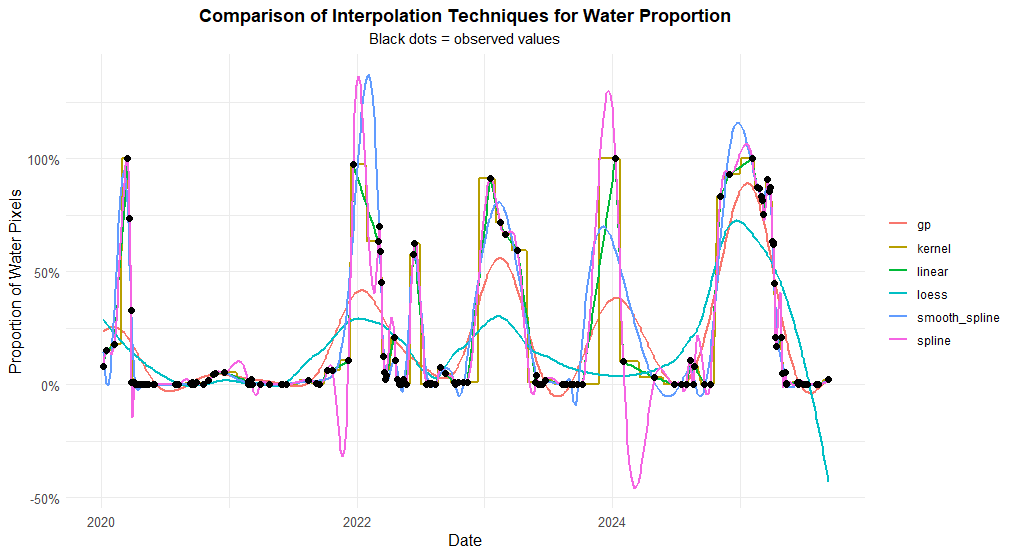 Comparison of Interpolation Techniques for Water Proportion
Black dots = observed values
Proportion of Water Pixels
100%
50%
0%
-50%
2020
2022
2024
Date
gp
kernel
linear
loess
smooth_spline
spline